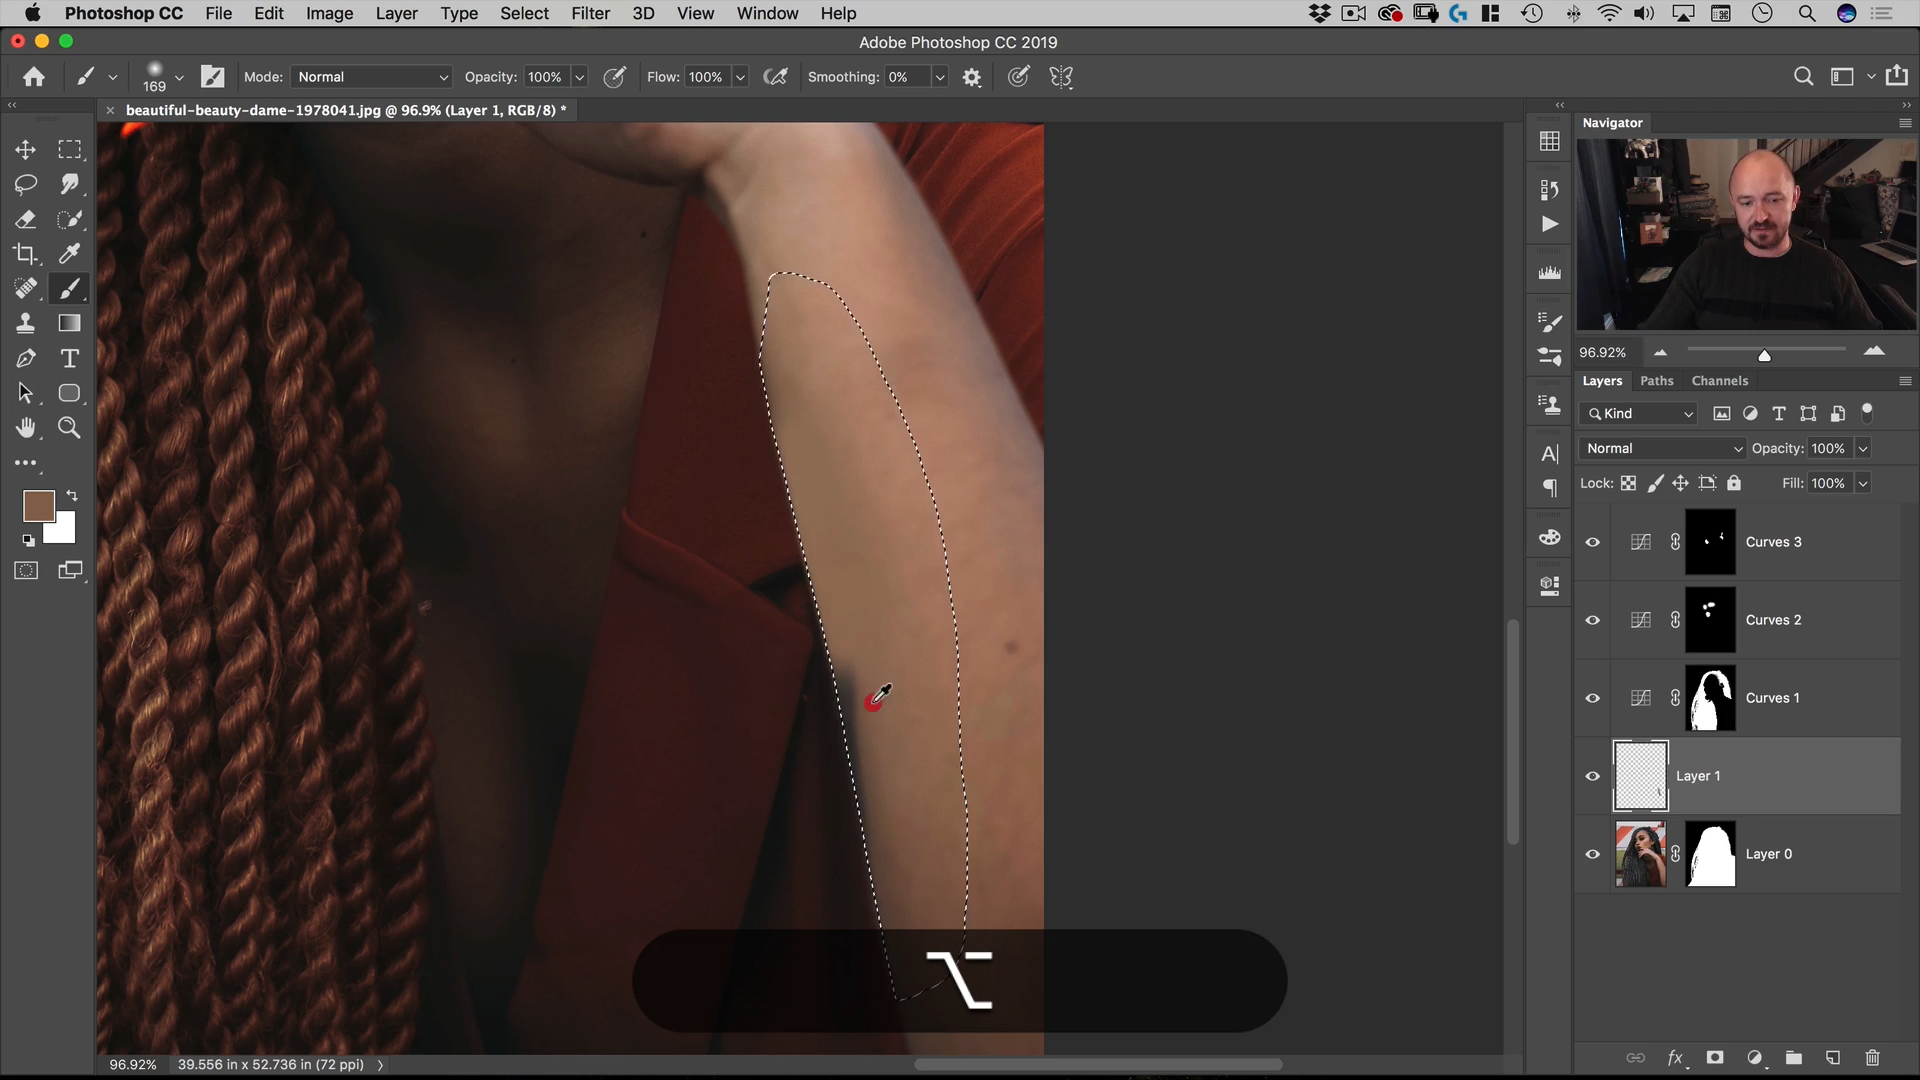 Photoshop CC File Edit Image Layer Type Select Filter 3D View Window Help
Adobe Photoshop CC 2019
169 Mode: Normal Opacity: 100% Flow: 100% Smoothing: 0%
× beautiful-beauty-dame-1978041.jpg @ 96.9% (Layer 1, RGB/8) *
Navigator
96.92%
Layers Paths Channels
Kind
Normal Opacity: 100%
Lock: Fill: 100%
Curves 3
Curves 2
Curves 1
Layer 1
Layer 0
⌥
96.92% 39.556 in x 52.736 in (72 ppi) >